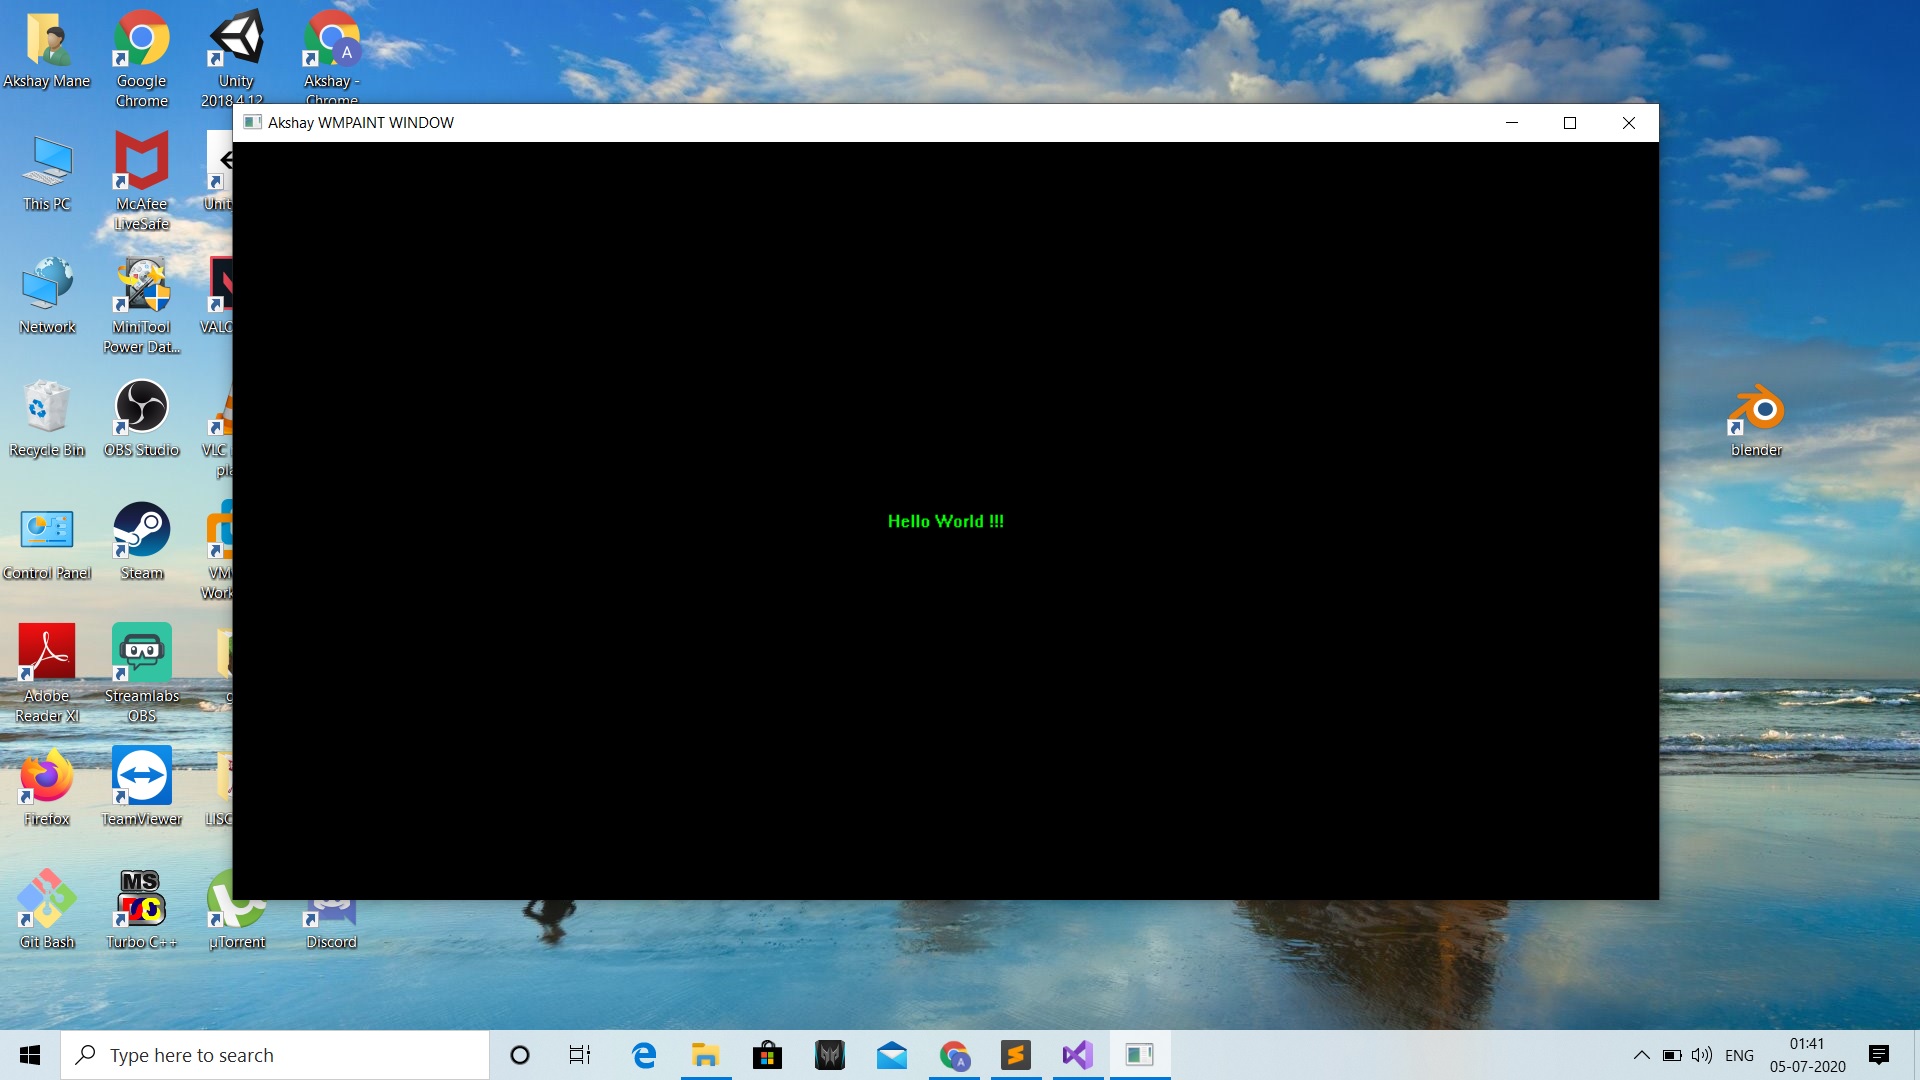 Akshay Mane
Google
Chrome
Unity
2018.4.12
Akshay -
Chrome
A
Akshay WMPAINT WINDOW
This PC
McAfee
LiveSafe
Unit
Network
MiniTool
Power Dat...
VALO
Recycle Bin
OBS Studio
VLC
pla
Hello World !!!
blender
Control Panel
Steam
VM
Work
Adobe
Reader XI
Streamlabs
OBS
g
Firefox
TeamViewer
LISC
MS
Git Bash
Turbo C++
µTorrent
Discord
Type here to search
A
ENG
01:41
05-07-2020